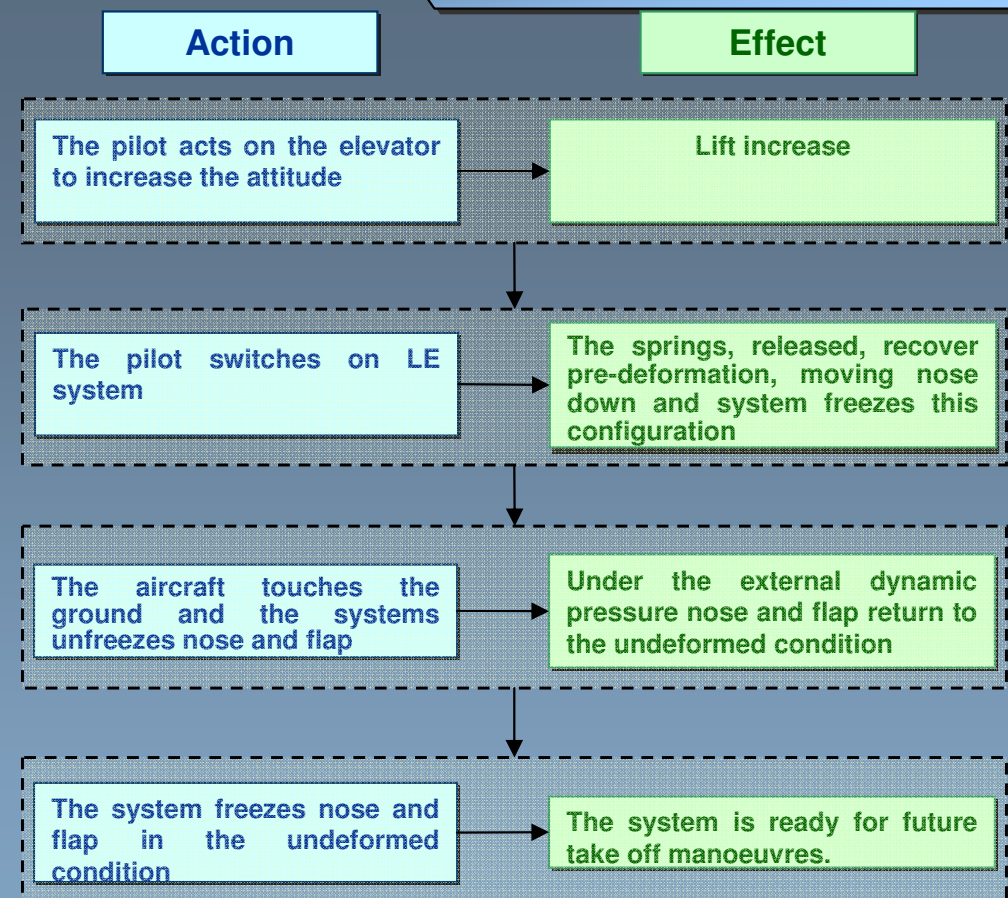 Action
Effect
The pilot acts on the elevator
to increase the attitude
Lift increase
The pilot switches on LE
system
The springs, released, recover
pre-deformation, moving nose
down and system freezes this
configuration
The aircraft touches the
ground and the systems
unfreezes nose and flap
Under the external dynamic
pressure nose and flap return to
the undeformed condition
The system freezes nose and
flap in the undeformed
condition
The system is ready for future
take off manoeuvres.